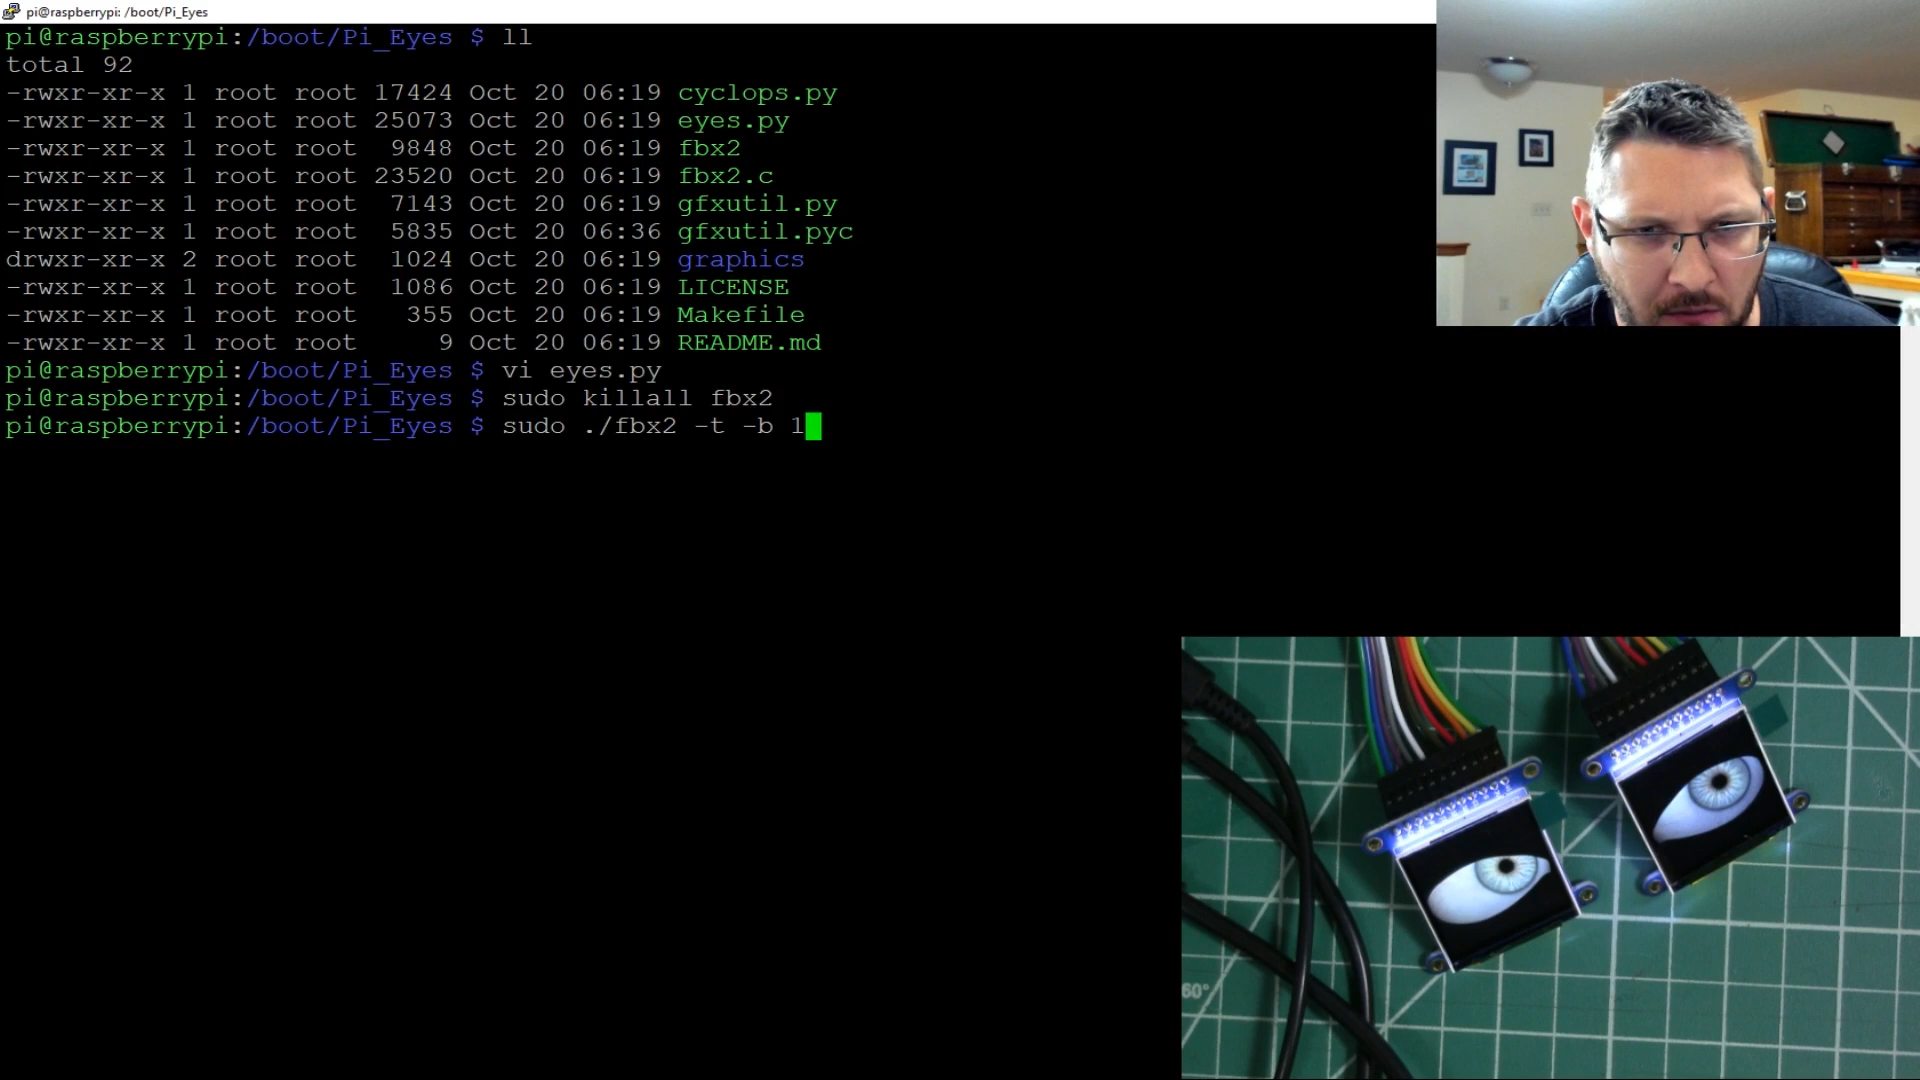 pi@raspberrypi: /boot/Pi_Eyes
pi@raspberrypi:/boot/Pi_Eyes $ ll
total 92
-rwxr-xr-x 1 root root 17424 Oct 20 06:19 cyclops.py
-rwxr-xr-x 1 root root 25073 Oct 20 06:19 eyes.py
-rwxr-xr-x 1 root root  9848 Oct 20 06:19 fbx2
-rwxr-xr-x 1 root root 23520 Oct 20 06:19 fbx2.c
-rwxr-xr-x 1 root root  7143 Oct 20 06:19 gfxutil.py
-rwxr-xr-x 1 root root  5835 Oct 20 06:36 gfxutil.pyc
drwxr-xr-x 2 root root  1024 Oct 20 06:19 graphics
-rwxr-xr-x 1 root root  1086 Oct 20 06:19 LICENSE
-rwxr-xr-x 1 root root   355 Oct 20 06:19 Makefile
-rwxr-xr-x 1 root root     9 Oct 20 06:19 README.md
pi@raspberrypi:/boot/Pi_Eyes $ vi eyes.py
pi@raspberrypi:/boot/Pi_Eyes $ sudo killall fbx2
pi@raspberrypi:/boot/Pi_Eyes $ sudo ./fbx2 -t -b 1
60°